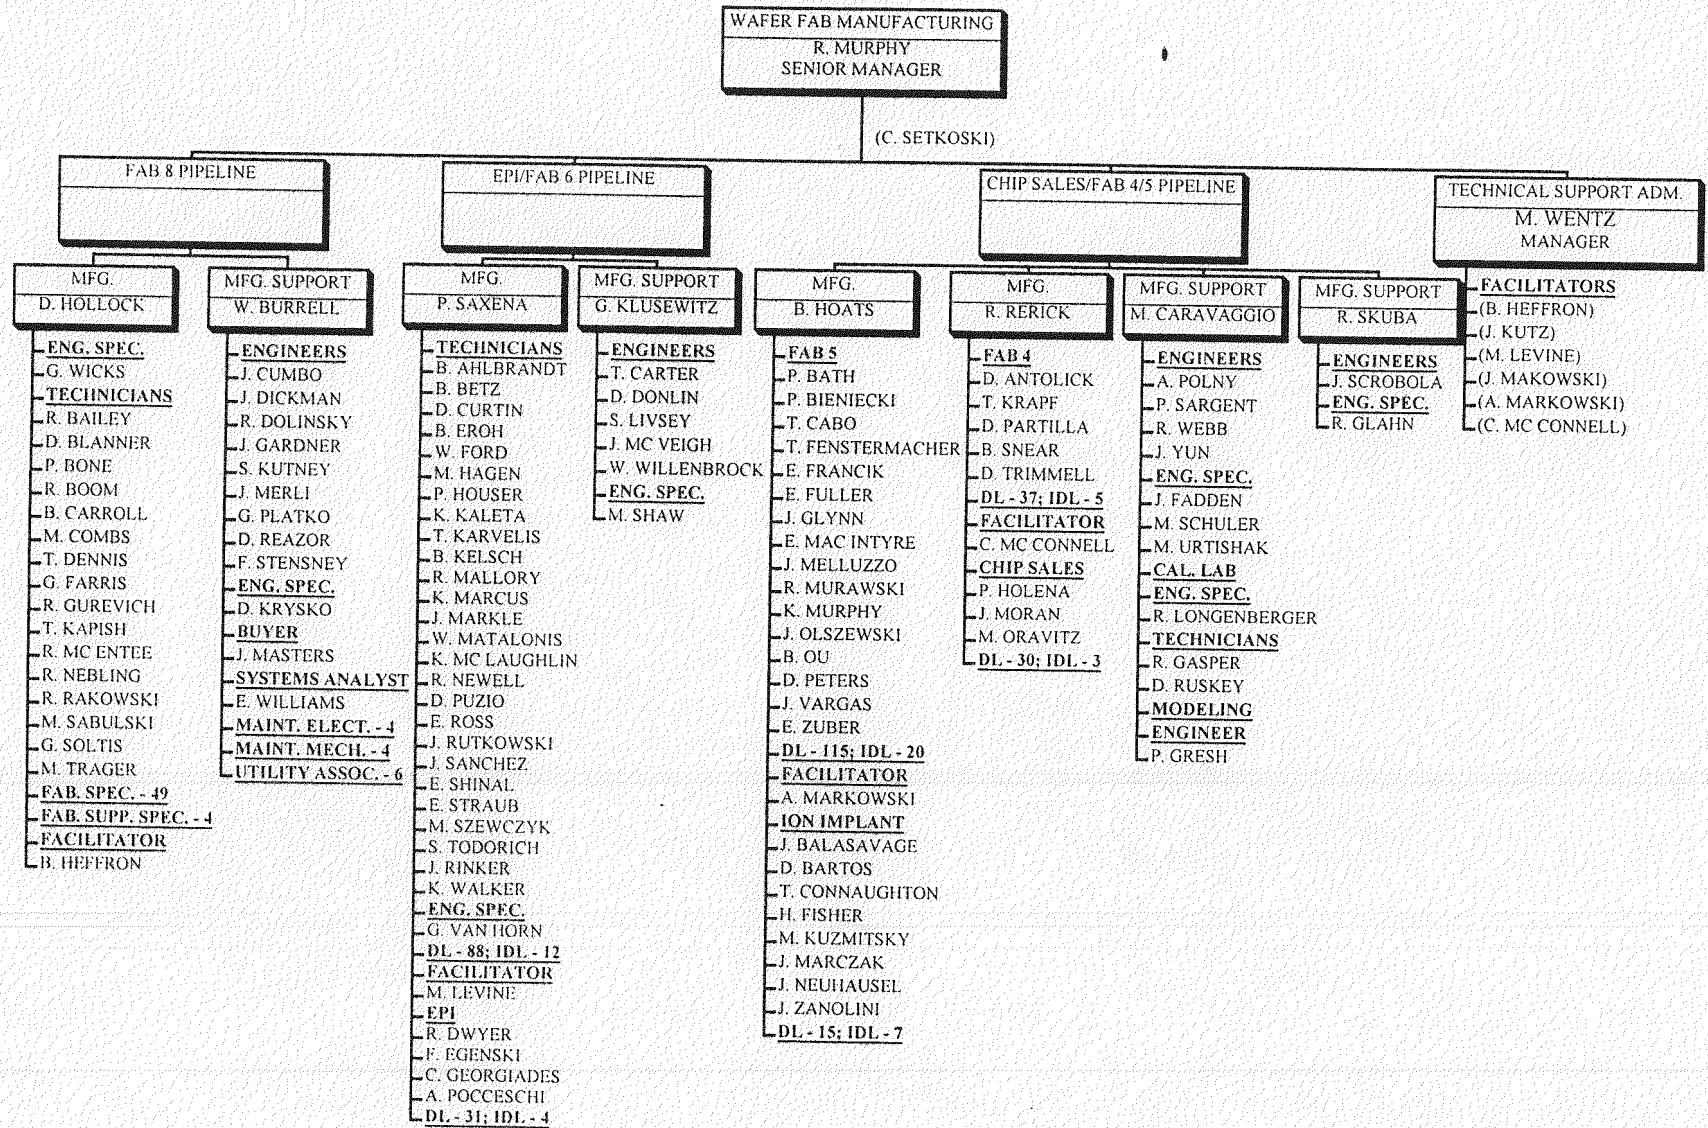 WAFER FAB MANUFACTURING
R. MURPHY
SENIOR MANAGER
(C. SETKOSKI)
FAB 8 PIPELINE
MFG.
D. HOLLOCK
ENG. SPEC.
G. WICKS
TECHNICIANS
R. BAILEY
D. BLANNER
P. BONE
R. BOOM
B. CARROLL
M. COMBS
T. DENNIS
G. FARRIS
R. GUREVICH
T. KAPISH
R. MC ENTEE
R. NEBLING
R. RAKOWSKI
M. SABULSKI
G. SOLTIS
M. TRAGER
FAB. SPEC. - 49
FAB. SUPP. SPEC. - 4
FACILITATOR
B. HEFFRON
MFG. SUPPORT
W. BURRELL
ENGINEERS
J. CUMBO
J. DICKMAN
R. DOLINSKY
J. GARDNER
S. KUTNEY
J. MERLI
G. PLATKO
D. REAZOR
F. STENSNEY
ENG. SPEC.
D. KRYSKO
BUYER
J. MASTERS
SYSTEMS ANALYST
E. WILLIAMS
MAINT. ELECT. - 4
MAINT. MECH. - 4
UTILITY ASSOC. - 6
EPI/FAB 6 PIPELINE
MFG.
P. SAXENA
TECHNICIANS
B. AHLBRANDT
B. BETZ
D. CURTIN
B. EROH
W. FORD
M. HAGEN
P. HOUSER
K. KALETA
T. KARVELIS
B. KELSCH
R. MALLORY
K. MARCUS
J. MARKLE
W. MATALONIS
K. MC LAUGHLIN
R. NEWELL
D. PUZIO
E. ROSS
J. RUTKOWSKI
J. SANCHEZ
E. SHINAL
E. STRAUB
M. SZEWCZYK
S. TODORICH
J. RINKER
K. WALKER
ENG. SPEC.
G. VAN HORN
DL - 88; IDL - 12
FACILITATOR
M. LEVINE
EPI
R. DWYER
F. EGENSKI
C. GEORGIADES
A. POCCESCHI
DL - 31; IDL - 4
MFG. SUPPORT
G. KLUSEWITZ
ENGINEERS
T. CARTER
D. DONLIN
S. LIVSEY
J. MC VEIGH
W. WILLENBROCK
ENG. SPEC.
M. SHAW
CHIP SALES/FAB 4/5 PIPELINE
MFG.
B. HOATS
FAB 5
P. BATH
P. BIENIECKI
T. CABO
T. FENSTERMACHER
E. FRANCIK
E. FULLER
J. GLYNN
E. MAC INTYRE
J. MELLUZZO
R. MURAWSKI
K. MURPHY
J. OLSZEWSKI
B. OU
D. PETERS
J. VARGAS
E. ZUBER
DL - 115; IDL - 20
FACILITATOR
A. MARKOWSKI
ION IMPLANT
J. BALASAVAGE
D. BARTOS
T. CONNAUGHTON
H. FISHER
M. KUZMITSKY
J. MARCZAK
J. NEUHAUSEL
J. ZANOLINI
DL - 15; IDL - 7
MFG.
R. RERICK
FAB 4
D. ANTOLICK
T. KRAPF
D. PARTILLA
B. SNEAR
D. TRIMMELL
DL - 37; IDL - 5
FACILITATOR
C. MC CONNELL
CHIP SALES
P. HOLENA
J. MORAN
M. ORAVITZ
DL - 30; IDL - 3
MFG. SUPPORT
M. CARAVAGGIO
ENGINEERS
A. POLNY
P. SARGENT
R. WEBB
J. YUN
ENG. SPEC.
J. FADDEN
M. SCHULER
M. URTISHAK
CAL. LAB
ENG. SPEC.
R. LONGENBERGER
TECHNICIANS
R. GASPER
D. RUSKEY
MODELING
ENGINEER
P. GRESH
MFG. SUPPORT
R. SKUBA
ENGINEERS
J. SCROBOLA
ENG. SPEC.
R. GLAHN
TECHNICAL SUPPORT ADM.
M. WENTZ
MANAGER
FACILITATORS
(B. HEFFRON)
(J. KUTZ)
(M. LEVINE)
(J. MAKOWSKI)
(A. MARKOWSKI)
(C. MC CONNELL)